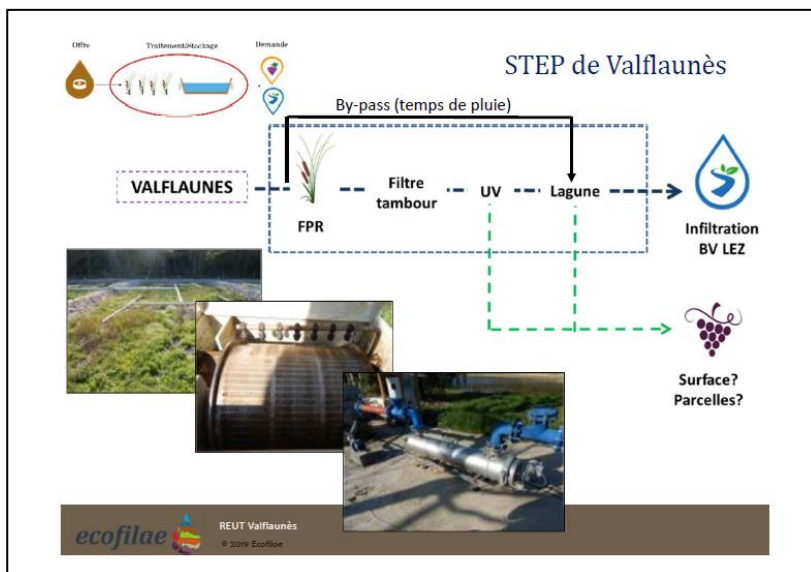 Offre
Traitement/Stockage
Demande
STEP de Valflaunès
By-pass (temps de pluie)
VALFLAUNES
FPR
Filtre
tambour
UV
Lagune
Infiltration
BV LEZ
Surface?
Parcelles?
ecofilae
REUT Valflaunès
© 2019 Ecofilae